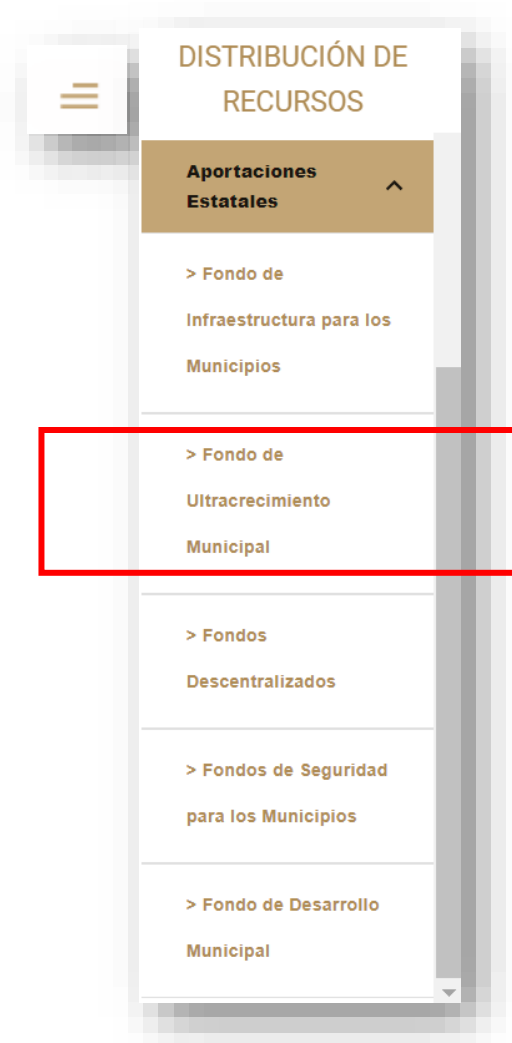 DISTRIBUCIÓN DE
RECURSOS
Aportaciones
Estatales
> Fondo de
Infraestructura para los
Municipios
> Fondo de
Ultracrecimiento
Municipal
> Fondos
Descentralizados
> Fondos de Seguridad
para los Municipios
> Fondo de Desarrollo
Municipal